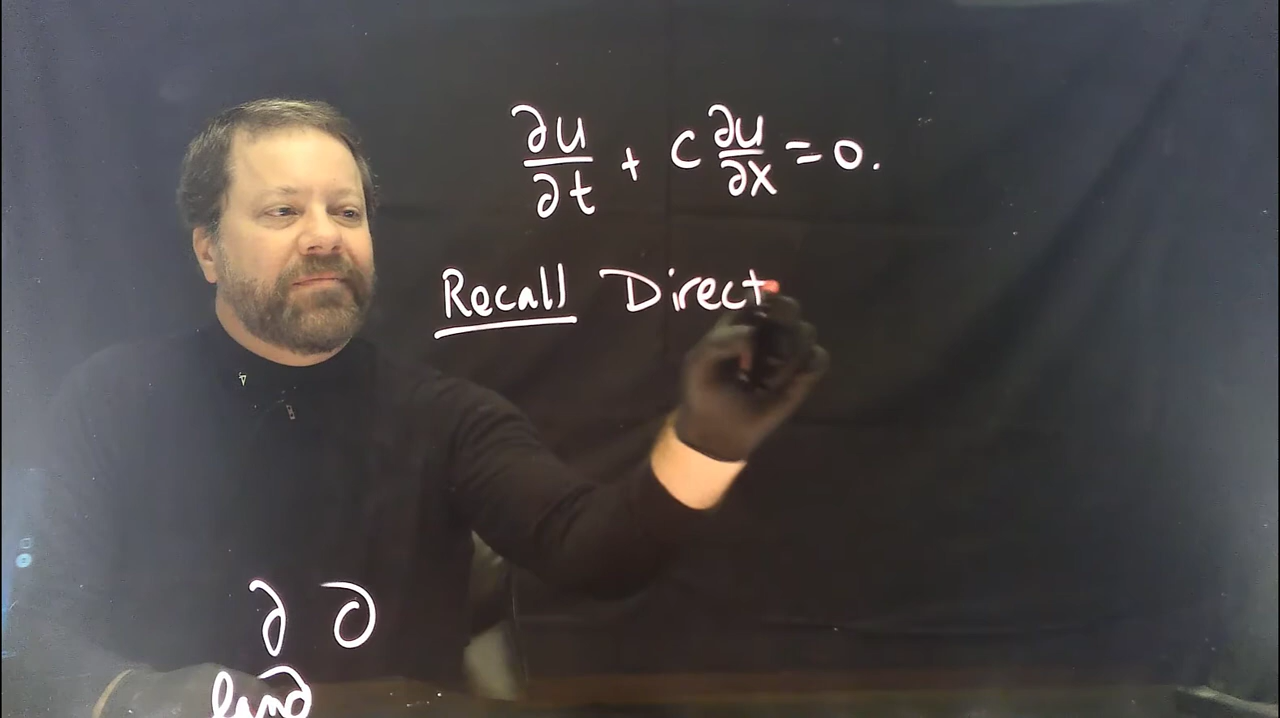 ∂u/∂t + c ∂u/∂x = 0.
Recall Direct
∂ ∂